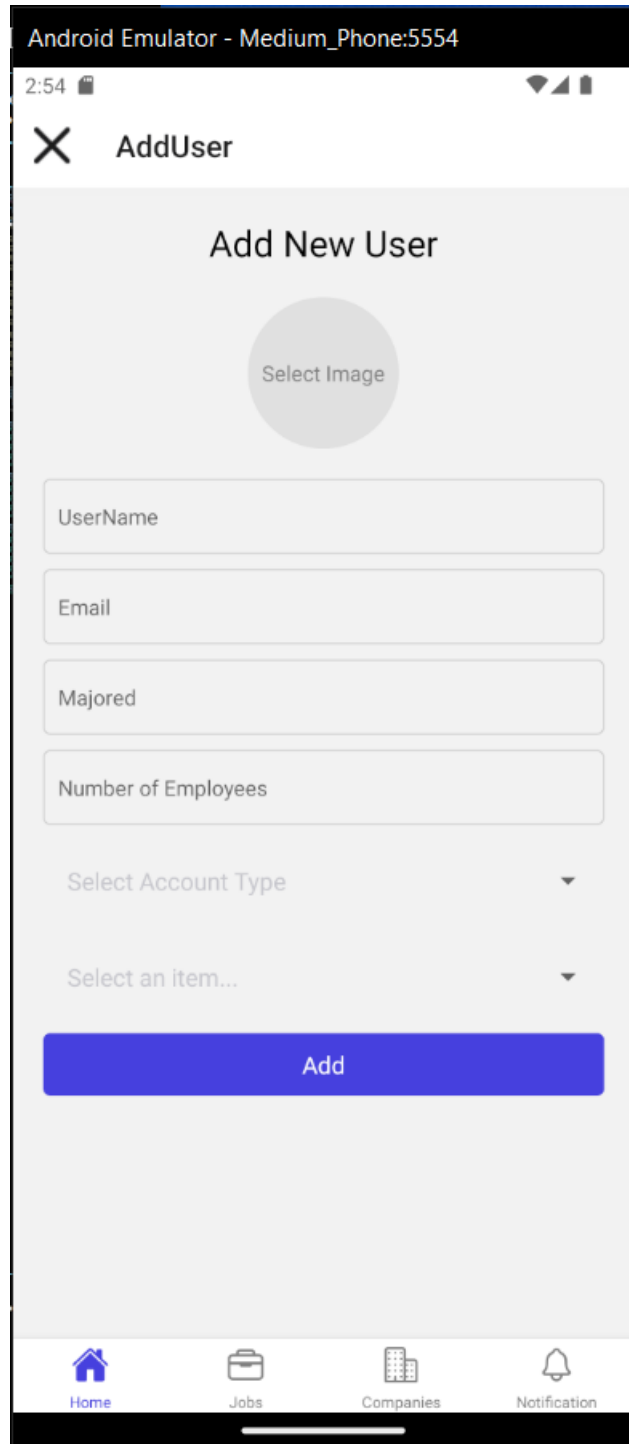 Android Emulator - Medium_Phone:5554
2:54
AddUser
Add New User
Select Image
UserName
Email
Majored
Number of Employees
Select Account Type
Select an item...
Add
Home Jobs Companies Notification